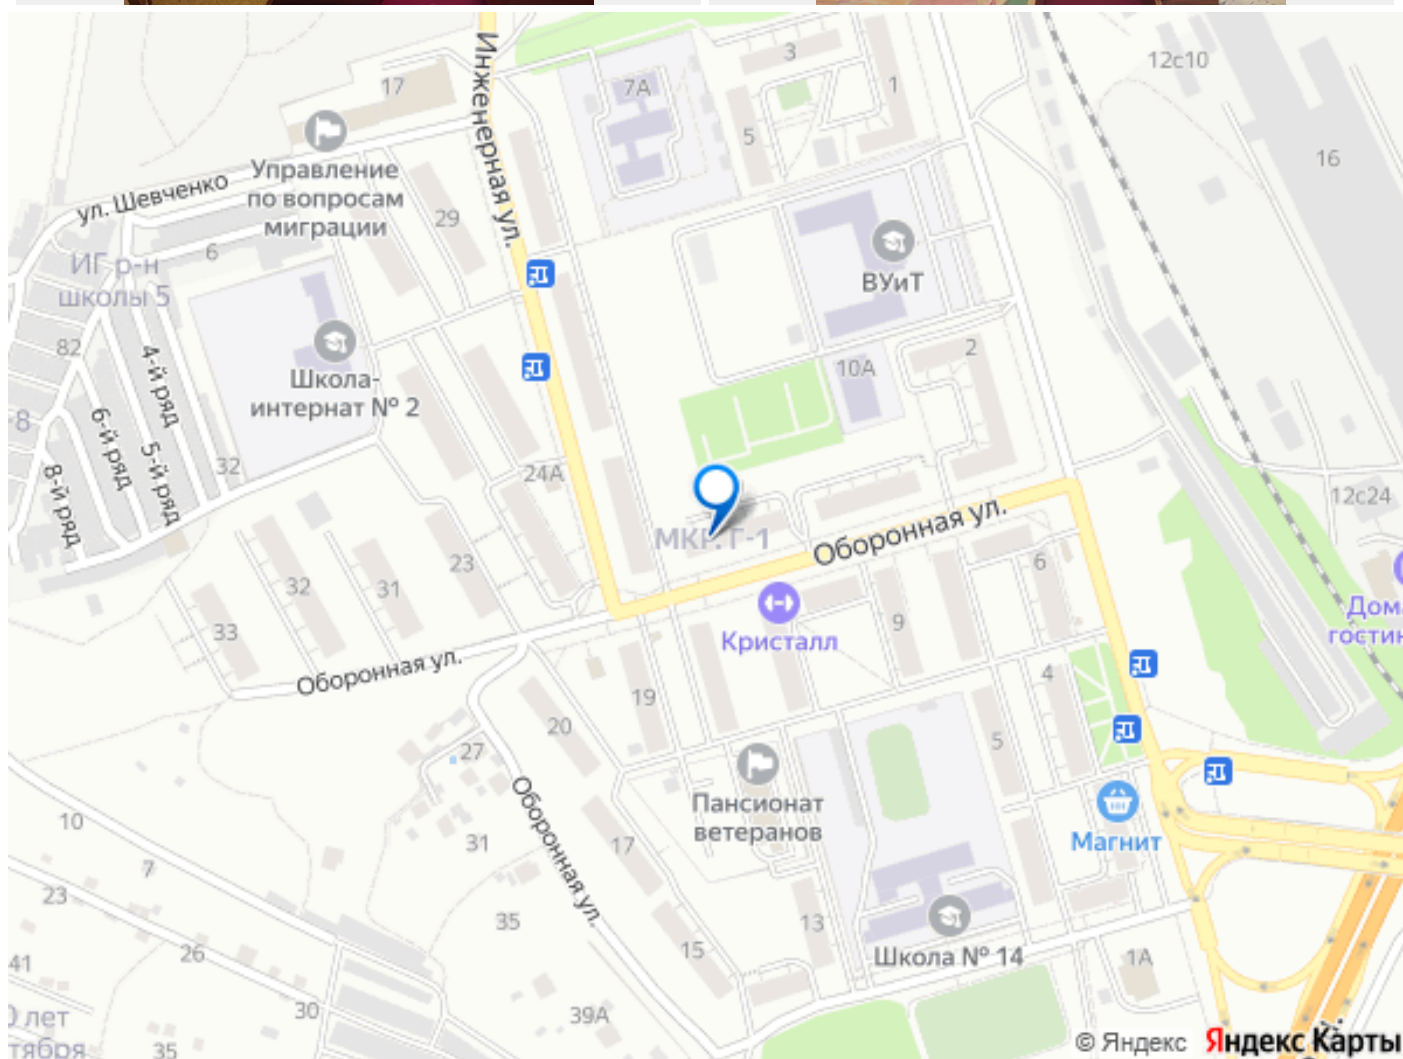 3
12с10
17
7А
1
5
16
Инженерная ул.
Управление
по вопросам
миграции
ул. Шевченко
29
6
ИГ р-н
школы 5
ВУиТ
82
4-й ряд
Школа-
интернат № 2
2
10А
8
6-й ряд
5-й ряд
8-й ряд
32
24А
12с24
МКР. Г-1
Оборонная ул.
23
32
31
6
33
9
Кристалл
Оборонная ул.
19
4
20
5
27
Пансионат
ветеранов
Оборонная ул.
Магнит
10
31
17
7
23
35
13
26
15
Школа № 14
1А
41
30
39А
лет
35
© Яндекс
Яндекс Карты